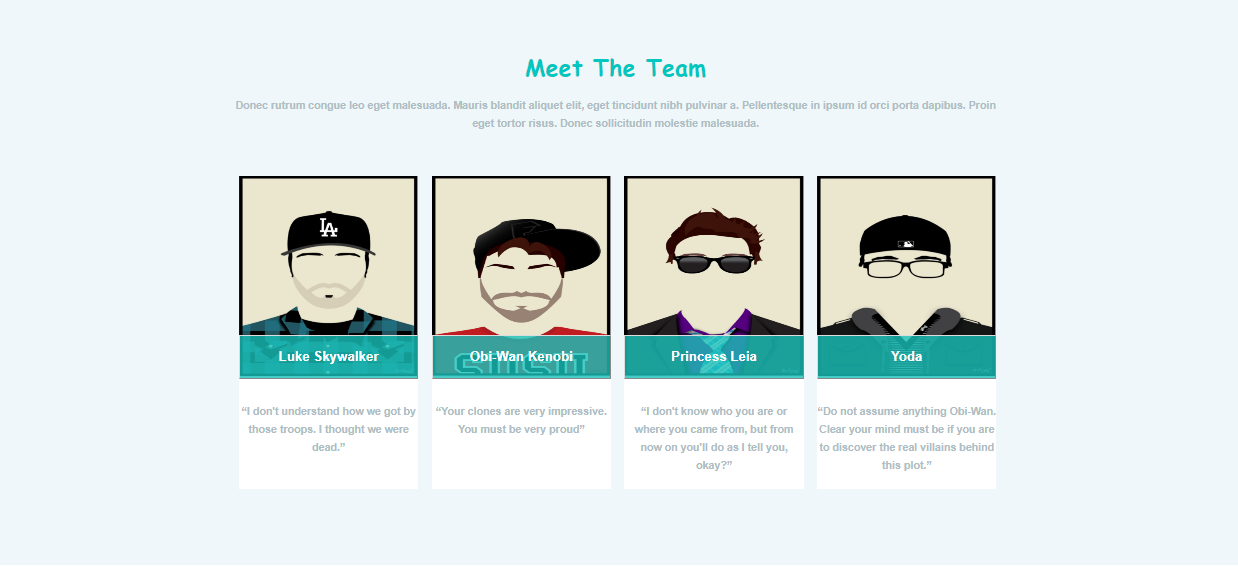 Meet The Team
Donec rutrum congue leo eget malesuada. Mauris blandit aliquet elit, eget tincidunt nibh pulvinar a. Pellentesque in ipsum id orci porta dapibus. Proin
eget tortor risus. Donec sollicitudin molestie malesuada.
LA
Luke Skywalker
Obi-Wan Kenobi
Princess Leia
Yoda
“I don't understand how we got by
those troops. I thought we were
dead.”
“Your clones are very impressive.
You must be very proud”
“I don't know who you are or
where you came from, but from
now on you'll do as I tell you,
okay?”
“Do not assume anything Obi-Wan.
Clear your mind must be if you are
to discover the real villains behind
this plot.”